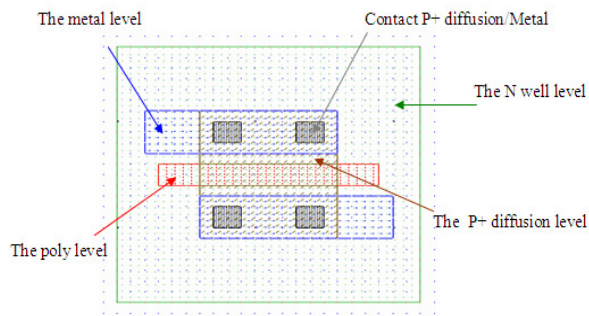 The metal level
Contact P+ diffusion/Metal
The N well level
The P+ diffusion level
The poly level